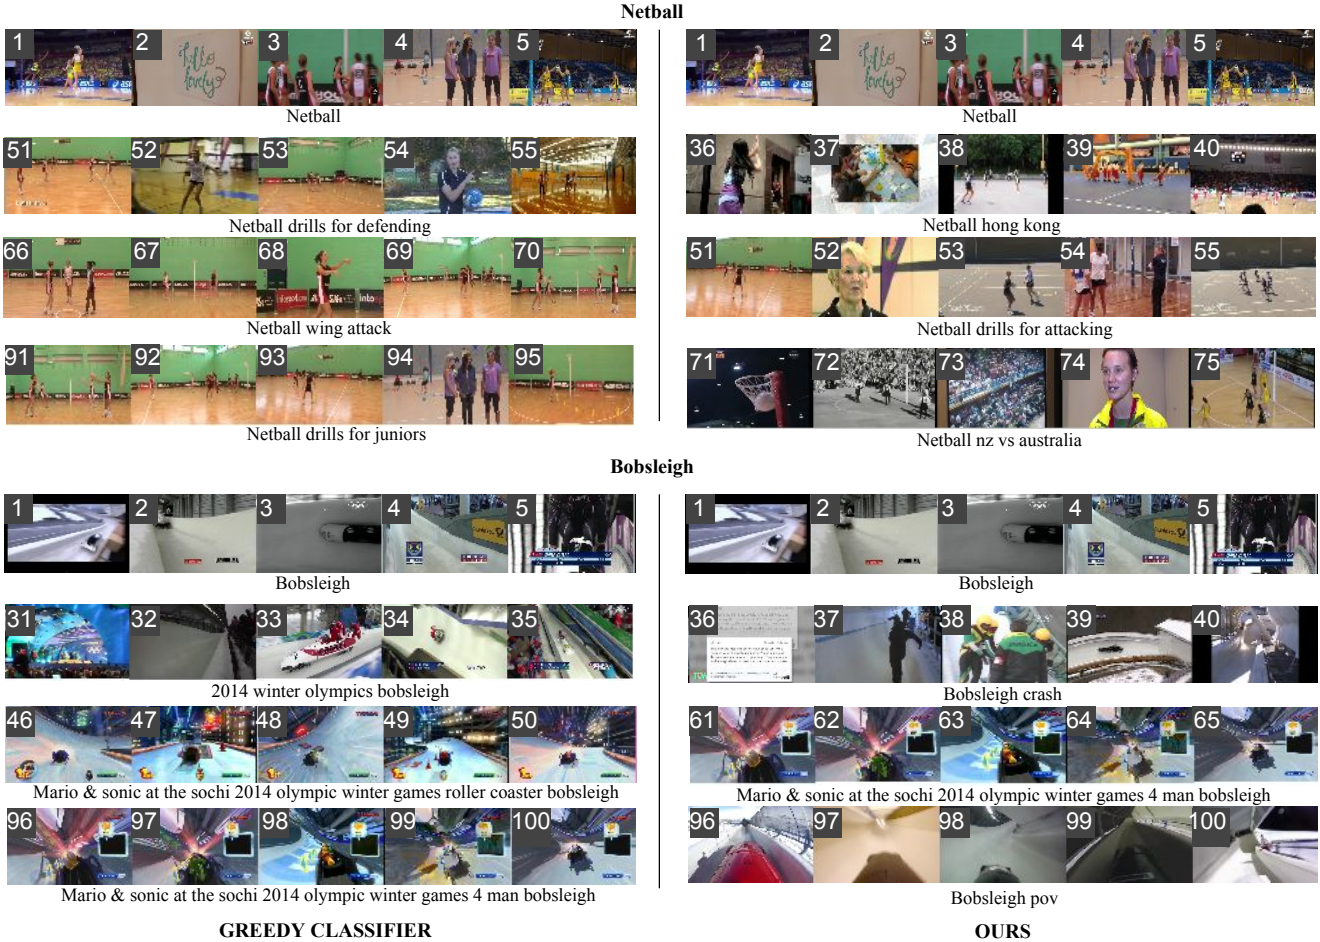 Netball
1 2 3 4 5 1 2 3 4 5
hello
lovely
hello
lovely
Netball Netball
51 52 53 54 55 36 37 38 39 40
Netball drills for defending Netball hong kong
66 67 68 69 70 51 52 53 54 55
Netball wing attack Netball drills for attacking
91 92 93 94 95 71 72 73 74 75
Netball drills for juniors Netball nz vs australia
Bobsleigh
1 2 3 4 5 1 2 3 4 5
Bobsleigh Bobsleigh
31 32 33 34 35 36 37 38 39 40
2014 winter olympics bobsleigh Bobsleigh crash
46 47 48 49 50 61 62 63 64 65
Mario & sonic at the sochi 2014 olympic winter games roller coaster bobsleigh Mario & sonic at the sochi 2014 olympic winter games 4 man bobsleigh
96 97 98 99 100 96 97 98 99 100
Mario & sonic at the sochi 2014 olympic winter games 4 man bobsleigh Bobsleigh pov
GREEDY CLASSIFIER OURS